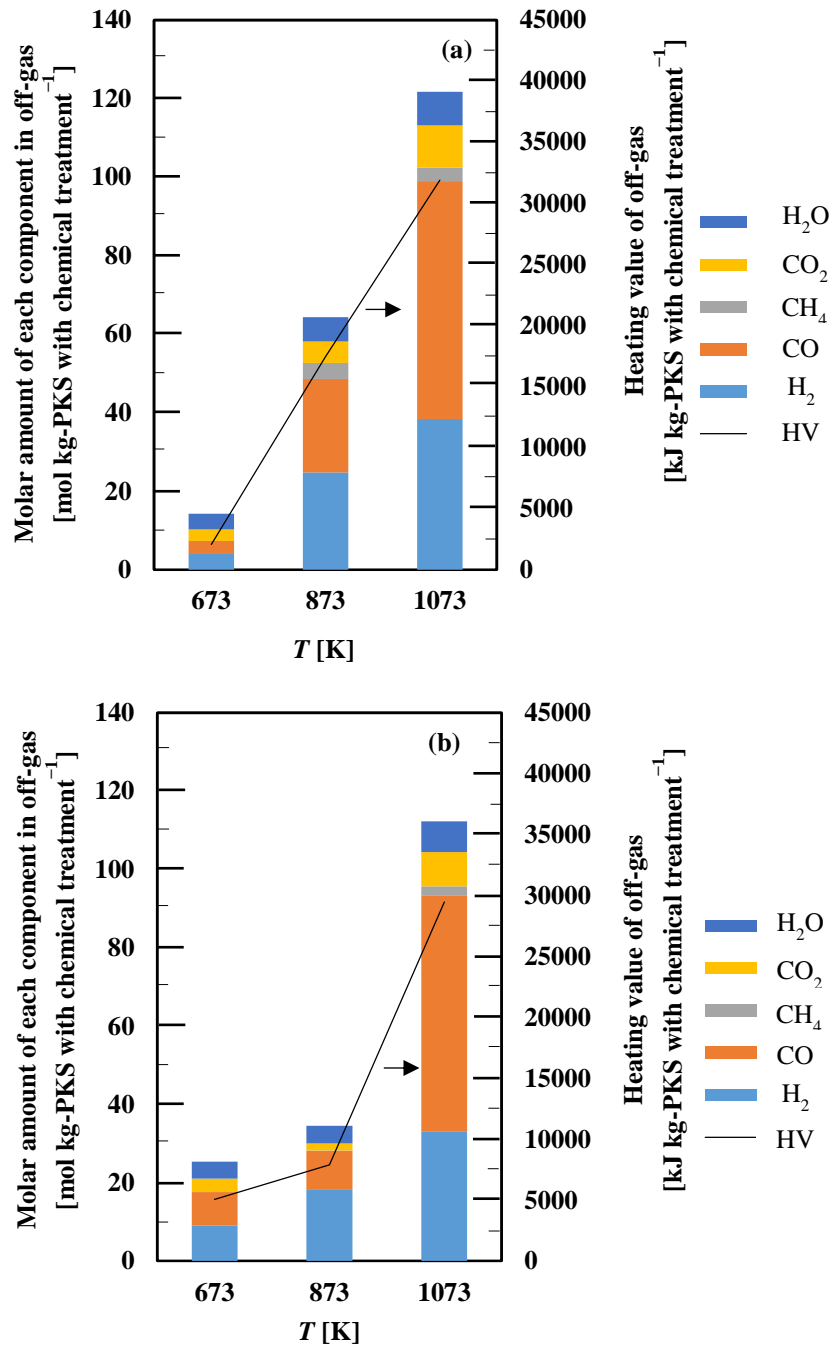 (a)
Molar amount of each component in off-gas
[mol kg-PKS with chemical treatment⁻¹]
140
120
100
80
60
40
20
0
673 873 1073
T [K]
45000
40000
35000
30000
25000
20000
15000
10000
5000
0
Heating value of off-gas
[kJ kg-PKS with chemical treatment⁻¹]
H₂O
CO₂
CH₄
CO
H₂
HV
(b)
Molar amount of each component in off-gas
[mol kg-PKS with chemical treatment⁻¹]
140
120
100
80
60
40
20
0
673 873 1073
T [K]
45000
40000
35000
30000
25000
20000
15000
10000
5000
0
Heating value of off-gas
[kJ kg-PKS with chemical treatment⁻¹]
H₂O
CO₂
CH₄
CO
H₂
HV